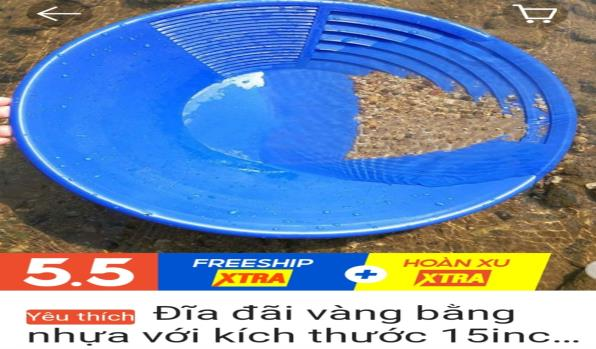 5.5 FREESHIP XTRA + HOÀN XU XTRA
Yêu thích Đĩa đãi vàng bằng
nhựa với kích thước 15inc...